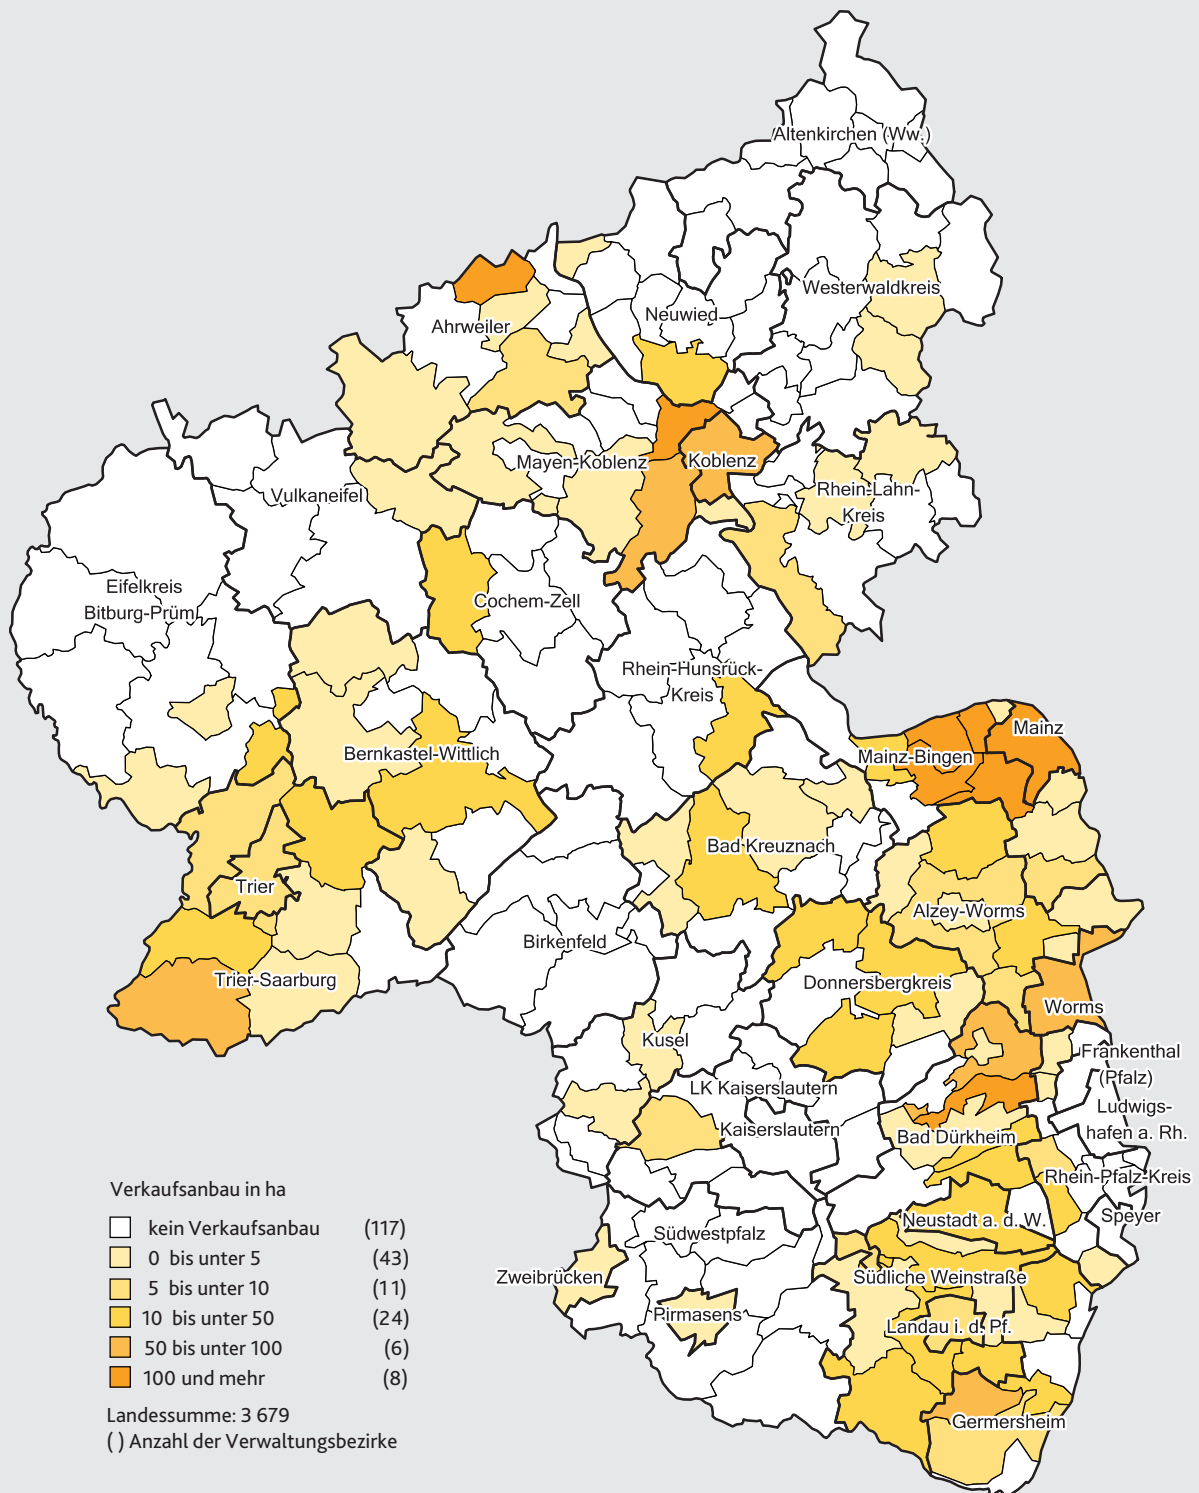 Altenkirchen (Ww.)
Westerwaldkreis
Neuwied
Ahrweiler
Mayen-Koblenz
Koblenz
Rhein-Lahn-
Kreis
Vulkaneifel
Eifelkreis
Bitburg-Prüm
Cochem-Zell
Rhein-Hunsrück-
Kreis
Bernkastel-Wittlich
Mainz
Mainz-Bingen
Bad Kreuznach
Trier
Alzey-Worms
Birkenfeld
Trier-Saarburg
Donnersbergkreis
Worms
Kusel
Frankenthal
(Pfalz)
LK Kaiserslautern
Ludwigs-
hafen a. Rh.
Kaiserslautern
Bad Dürkheim
Rhein-Pfalz-Kreis
Speyer
Neustadt a. d. W.
Südwestpfalz
Zweibrücken
Südliche Weinstraße
Pirmasens
Landau i. d. Pf.
Germersheim
Verkaufsanbau in ha
kein Verkaufsanbau (117)
0 bis unter 5 (43)
5 bis unter 10 (11)
10 bis unter 50 (24)
50 bis unter 100 (6)
100 und mehr (8)
Landessumme: 3 679
( ) Anzahl der Verwaltungsbezirke